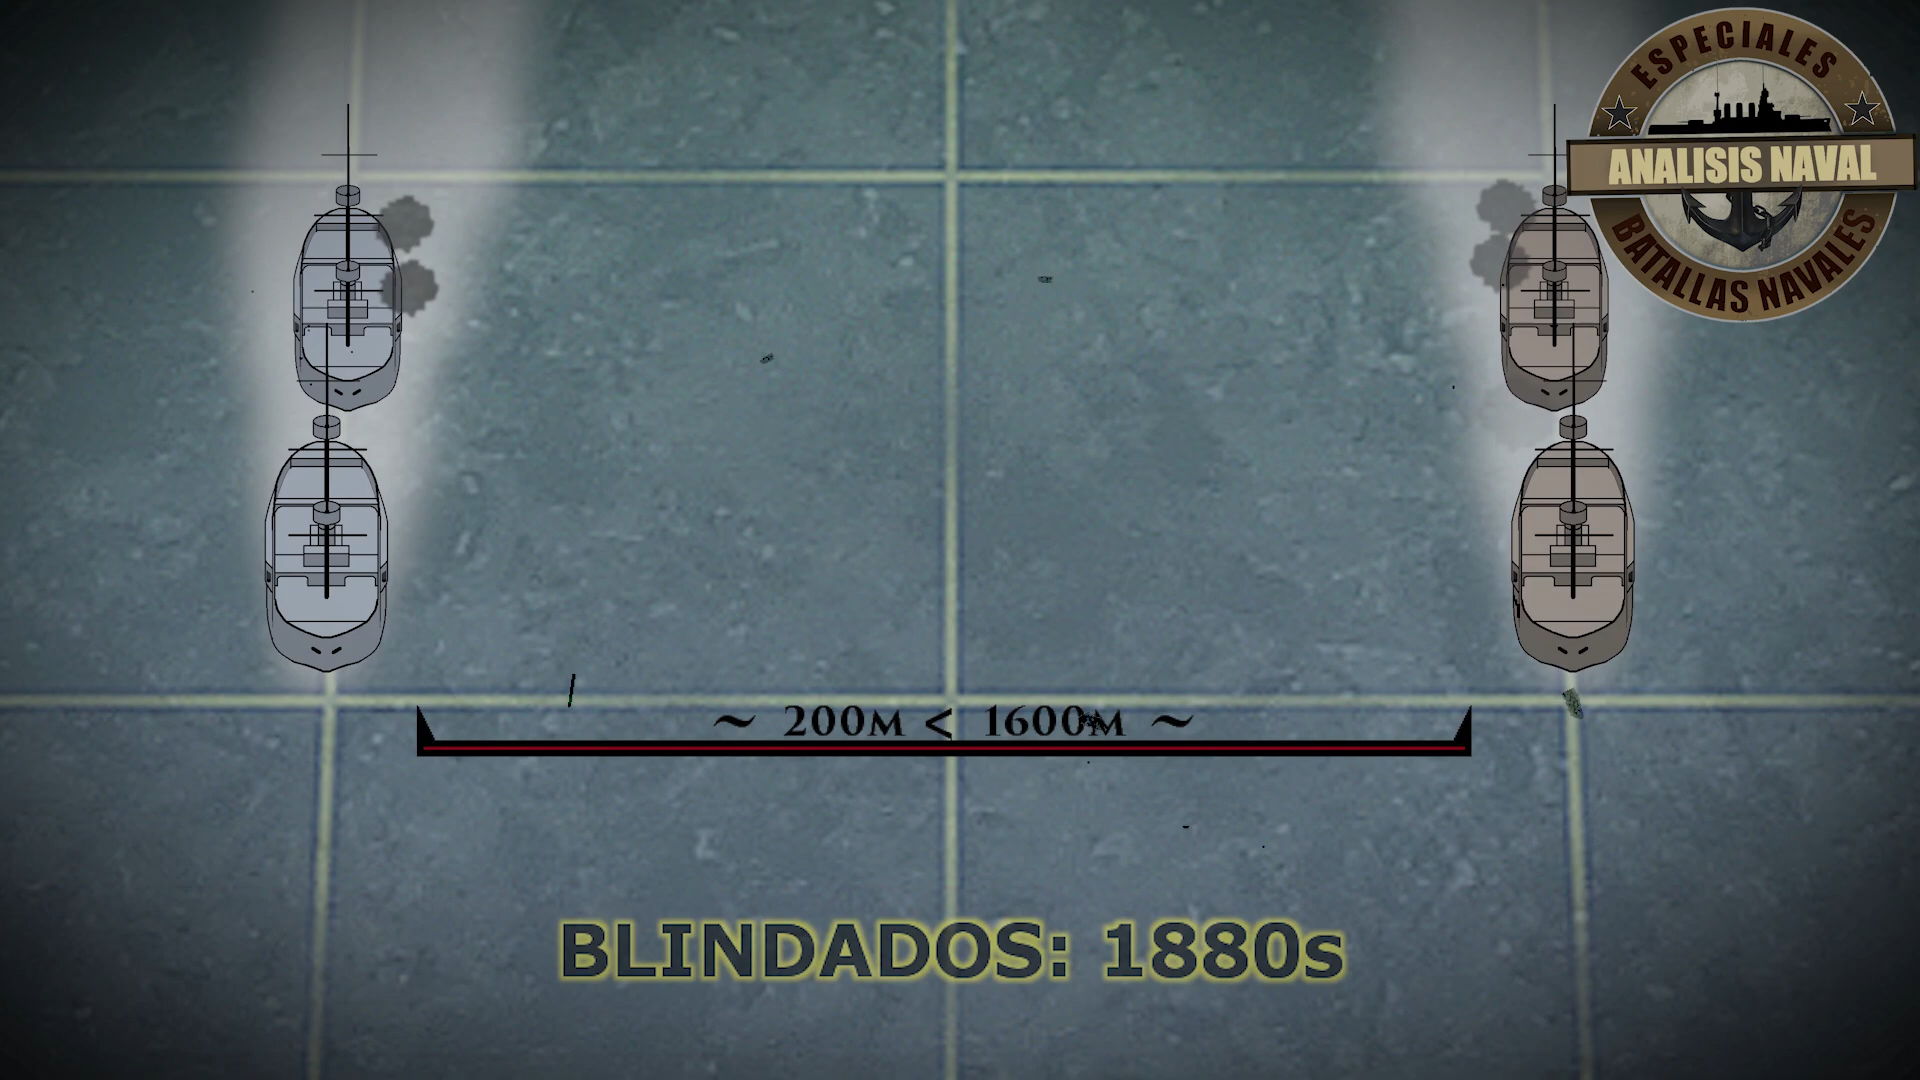 ESPECIALES
ANALISIS NAVAL
BATALLAS NAVALES
~ 200M < 1600M ~
BLINDADOS: 1880s